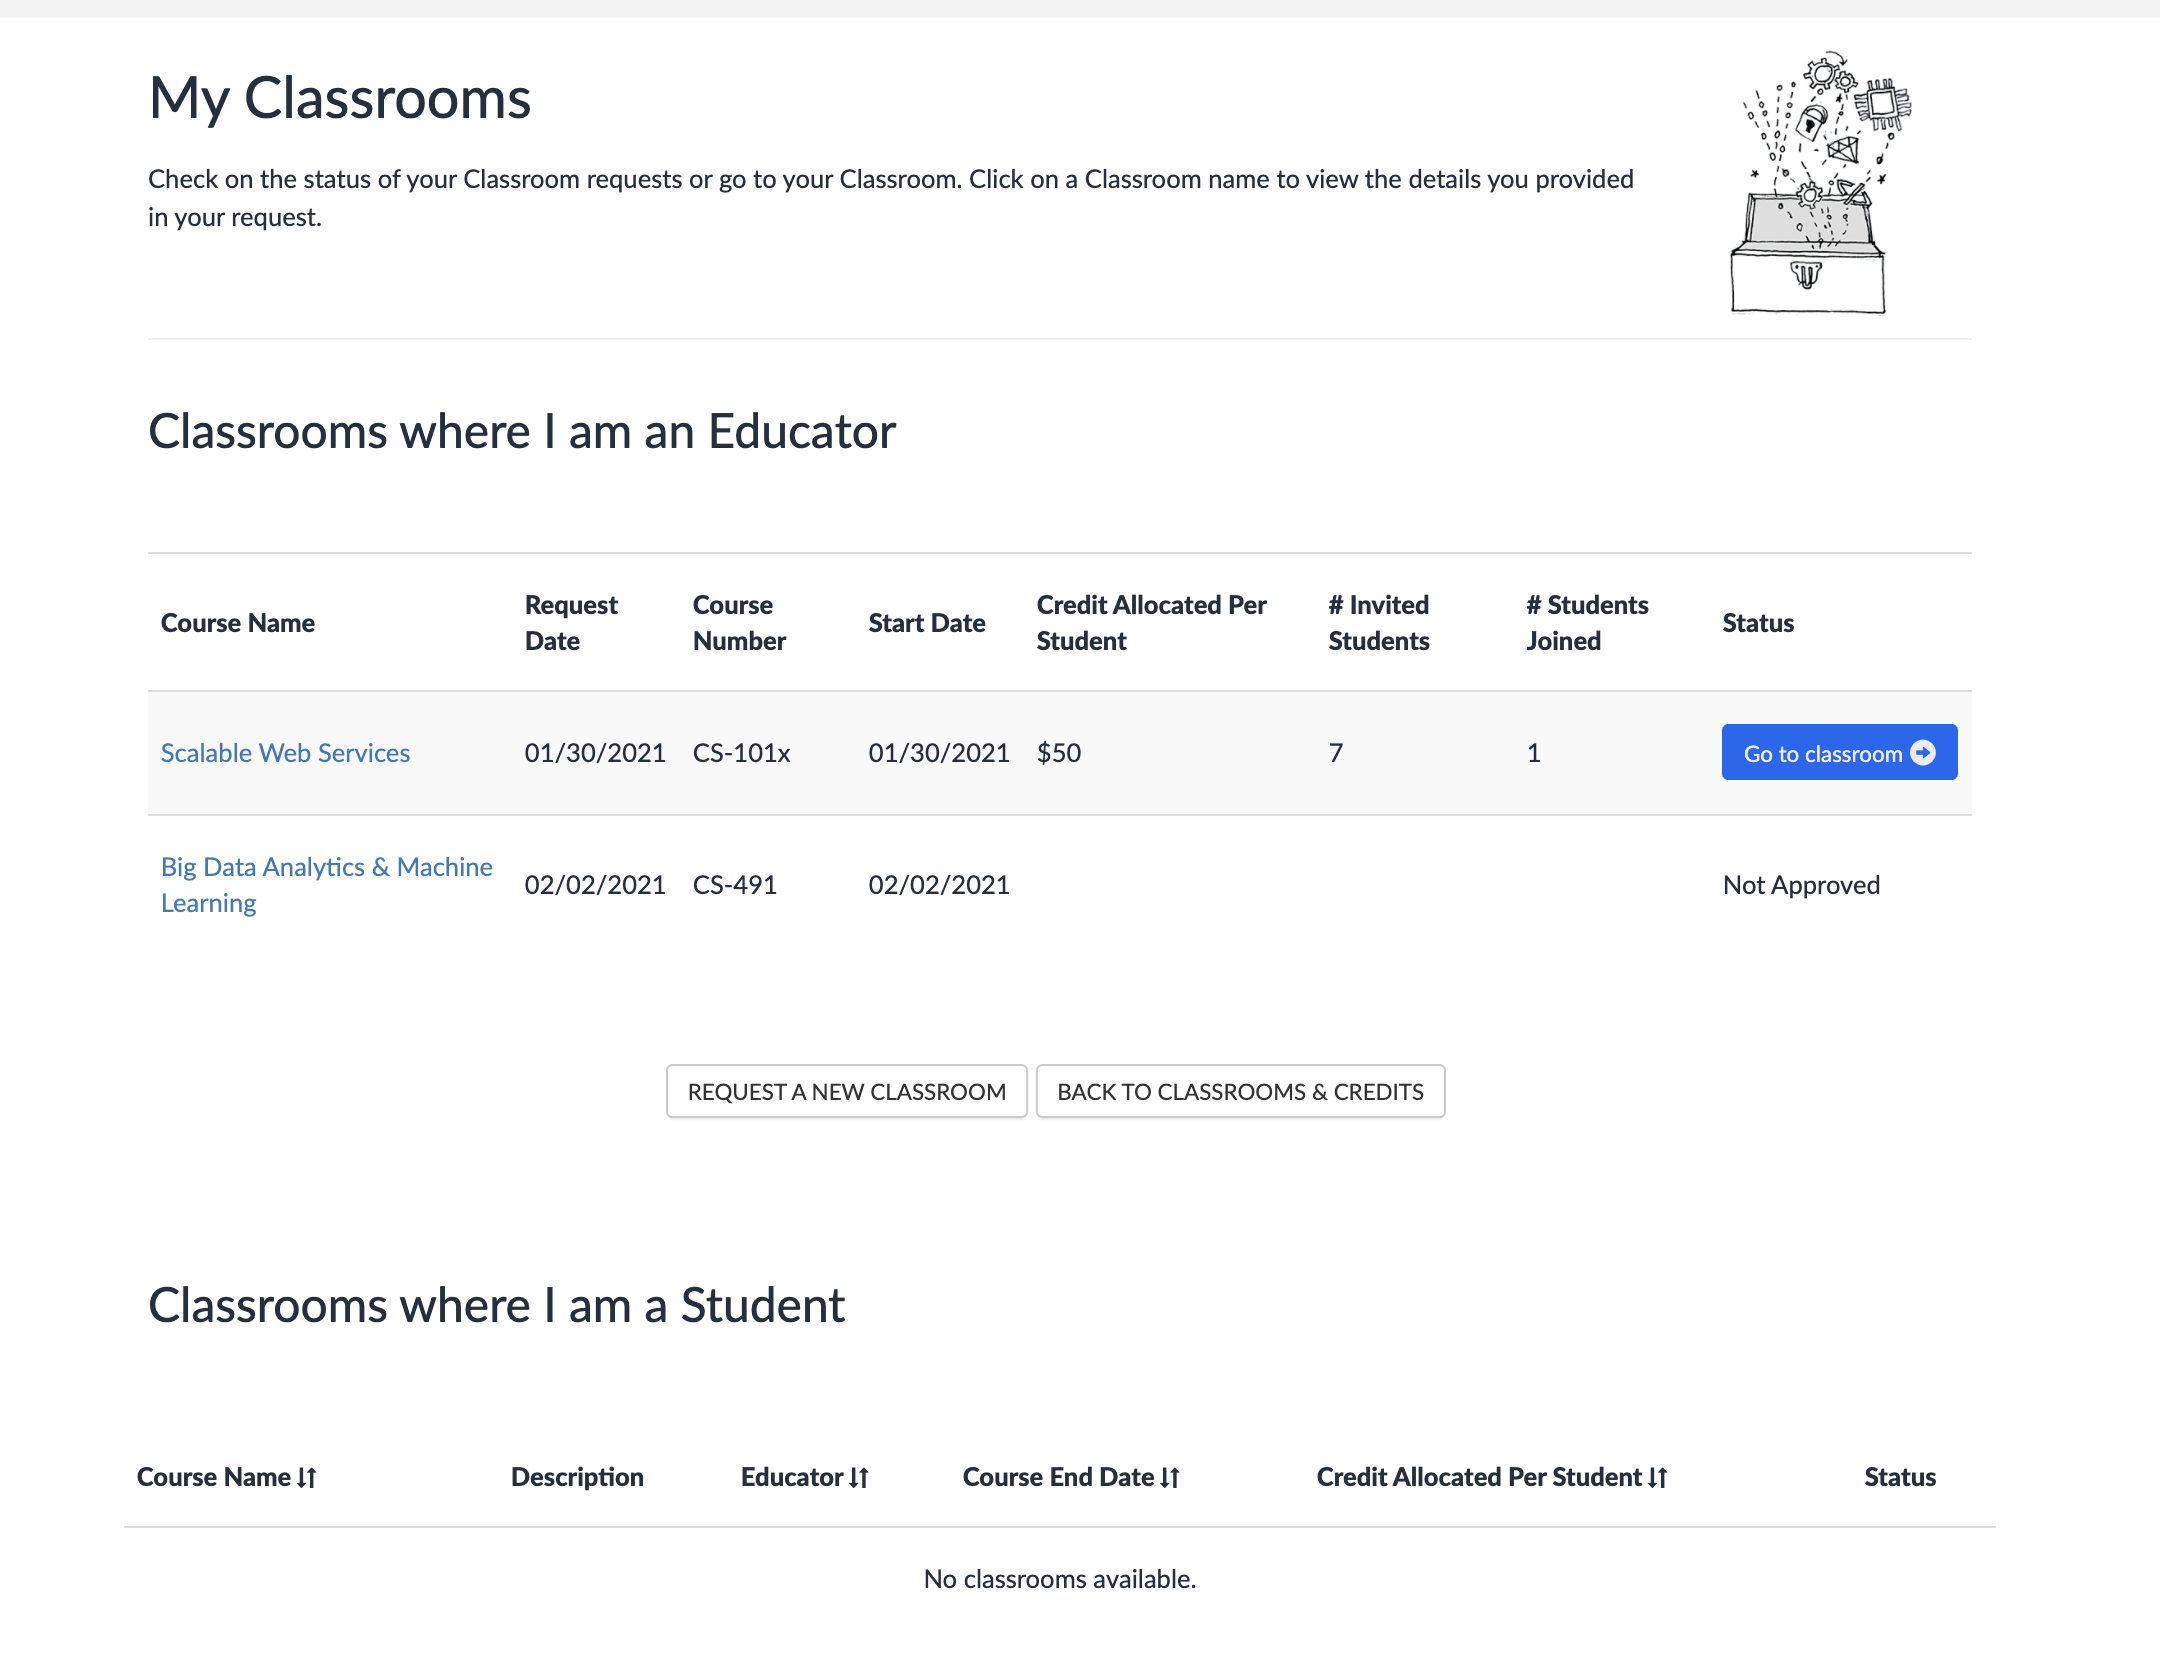 My Classrooms
Check on the status of your Classroom requests or go to your Classroom. Click on a Classroom name to view the details you provided
in your request.
Classrooms where I am an Educator
Course Name
Request
Date
Course
Number
Start Date
Credit Allocated Per
Student
# Invited
Students
# Students
Joined
Status
Scalable Web Services 01/30/2021 CS-101x 01/30/2021 $50 7 1 Go to classroom
Big Data Analytics & Machine
Learning
02/02/2021 CS-491 02/02/2021 Not Approved
REQUEST A NEW CLASSROOM BACK TO CLASSROOMS & CREDITS
Classrooms where I am a Student
Course Name Description Educator Course End Date Credit Allocated Per Student Status
No classrooms available.